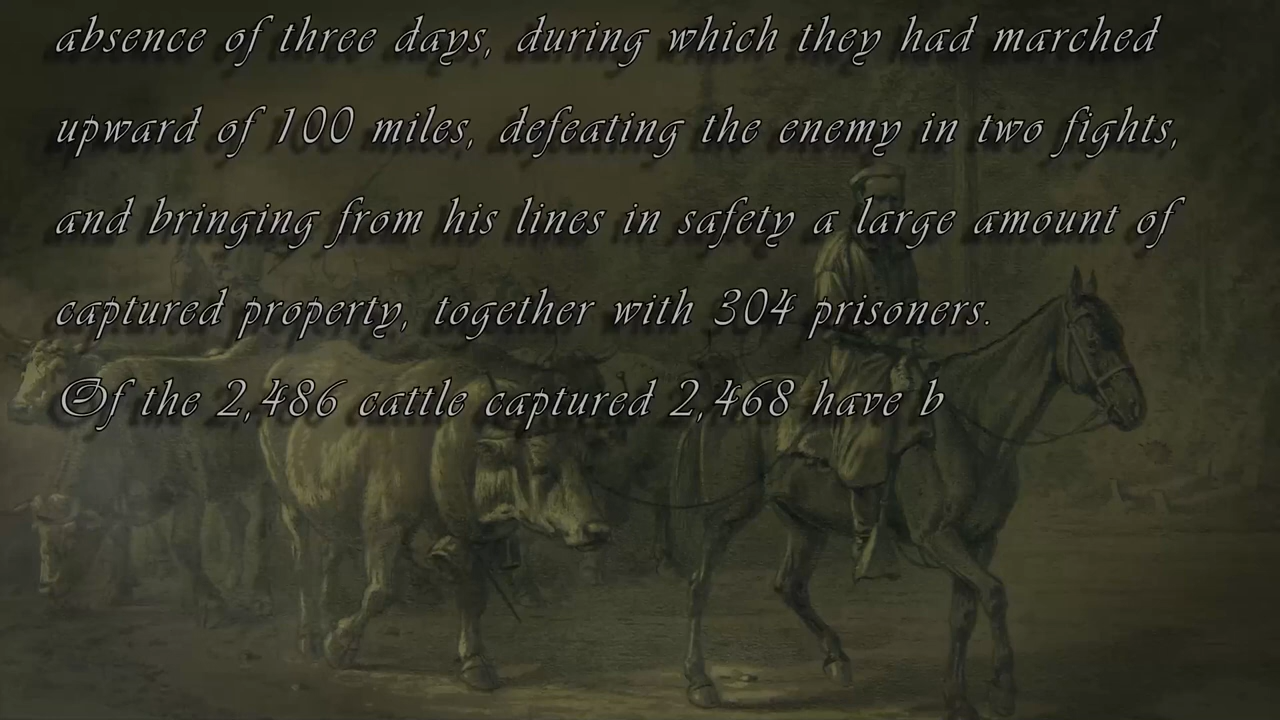 absence of three days, during which they had marched
upward of 100 miles, defeating the enemy in two fights,
and bringing from his lines in safety a large amount of
captured property, together with 304 prisoners.
Of the 2,486 cattle captured 2,468 have b